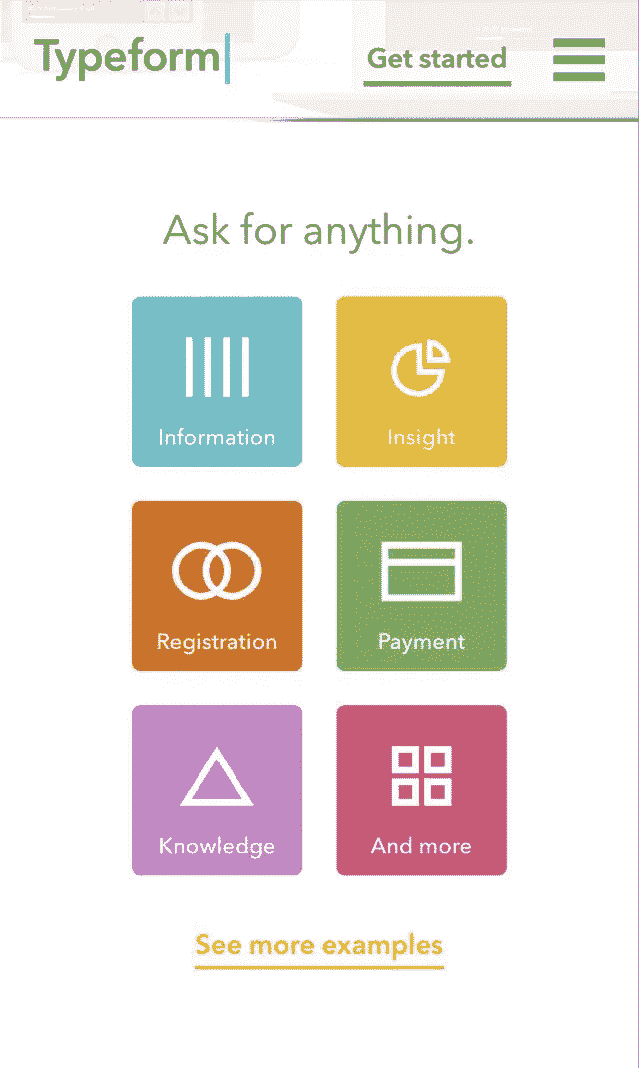 Typeform
Get started
Ask for anything.
Information
Insight
Registration
Payment
Knowledge
And more
See more examples